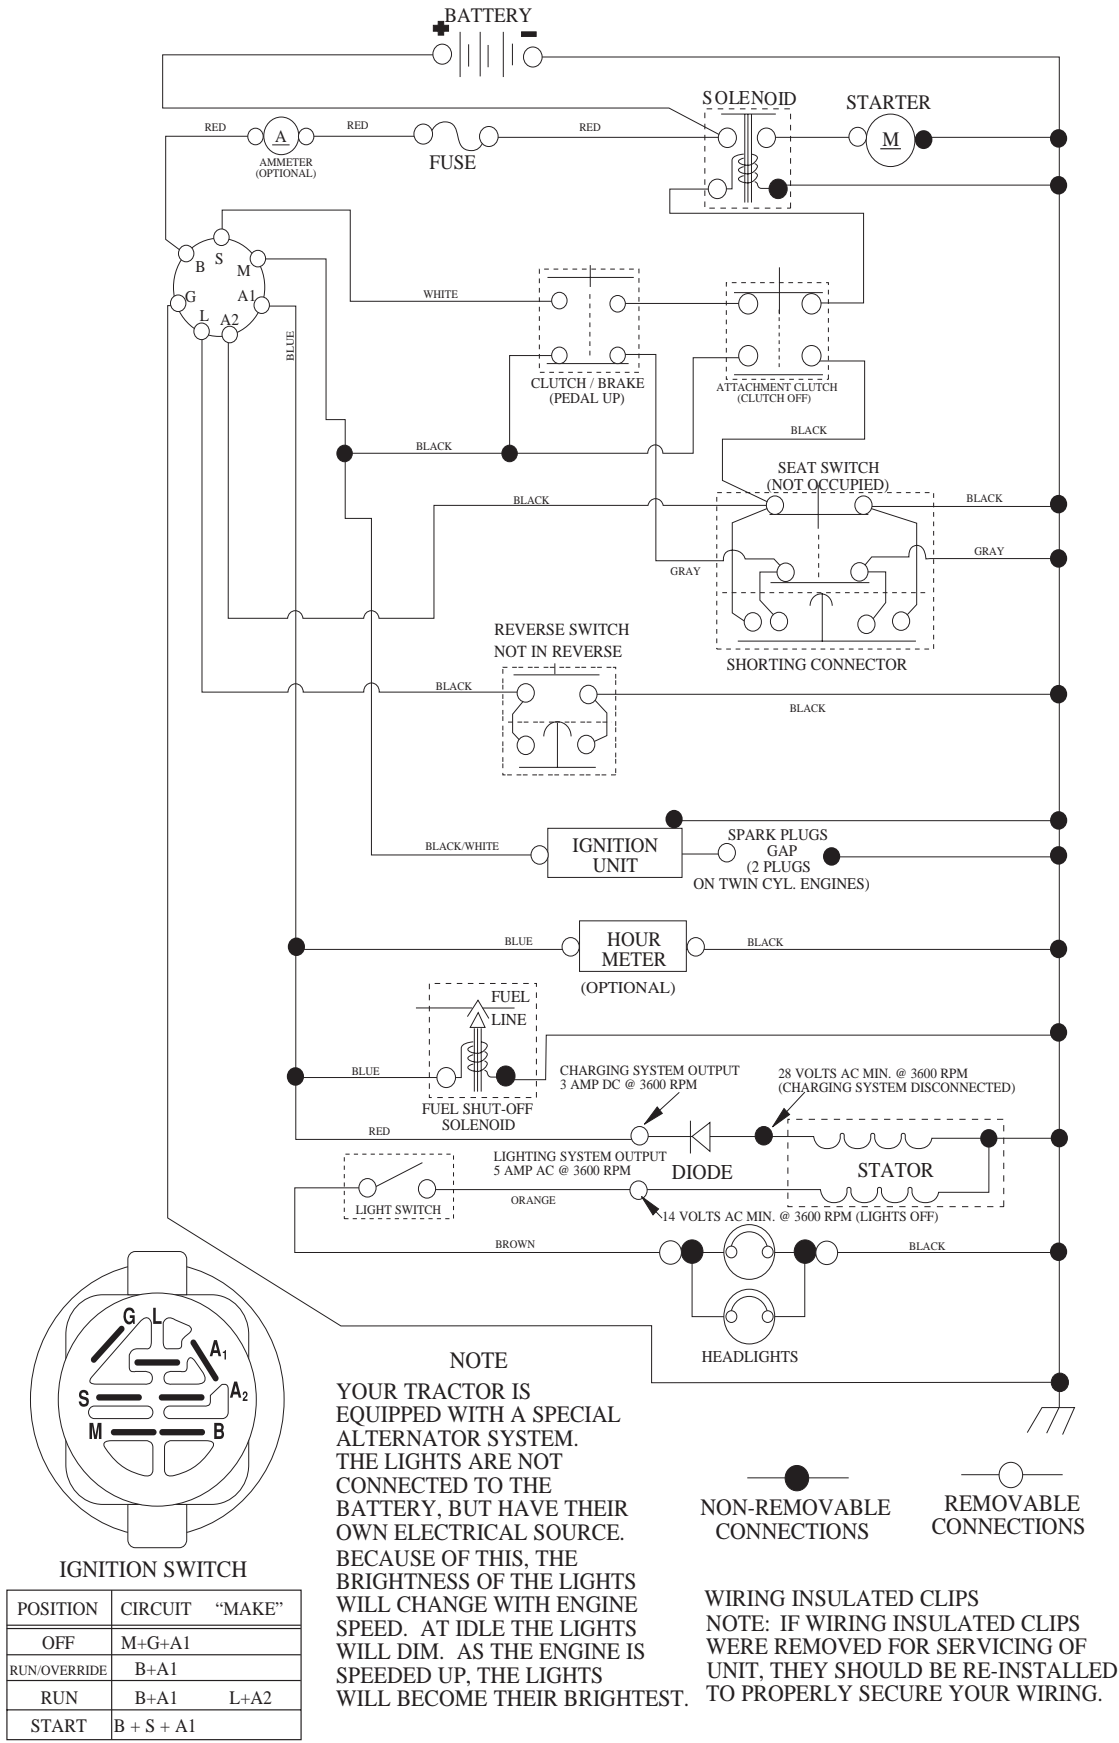 BATTERY
SOLENOID
STARTER
RED
A
RED
RED
M
AMMETER
(OPTIONAL)
FUSE
B
S
M
G
A1
L
A2
WHITE
BLUE
CLUTCH / BRAKE
(PEDAL UP)
ATTACHMENT CLUTCH
(CLUTCH OFF)
BLACK
BLACK
SEAT SWITCH
(NOT OCCUPIED)
BLACK
BLACK
GRAY
GRAY
REVERSE SWITCH
NOT IN REVERSE
SHORTING CONNECTOR
BLACK
BLACK
BLACK/WHITE
IGNITION
UNIT
SPARK PLUGS
GAP
(2 PLUGS
ON TWIN CYL. ENGINES)
BLUE
HOUR
METER
BLACK
(OPTIONAL)
FUEL
LINE
BLUE
FUEL SHUT-OFF
SOLENOID
CHARGING SYSTEM OUTPUT
3 AMP DC @ 3600 RPM
28 VOLTS AC MIN. @ 3600 RPM
(CHARGING SYSTEM DISCONNECTED)
RED
LIGHTING SYSTEM OUTPUT
5 AMP AC @ 3600 RPM
DIODE
STATOR
LIGHT SWITCH
ORANGE
14 VOLTS AC MIN. @ 3600 RPM (LIGHTS OFF)
BROWN
BLACK
HEADLIGHTS
G
L
A1
S
A2
M
B
IGNITION SWITCH
POSITION CIRCUIT “MAKE”
OFF M+G+A1
RUN/OVERRIDE B+A1
RUN B+A1 L+A2
START B + S + A1
NOTE
YOUR TRACTOR IS
EQUIPPED WITH A SPECIAL
ALTERNATOR SYSTEM.
THE LIGHTS ARE NOT
CONNECTED TO THE
BATTERY, BUT HAVE THEIR
OWN ELECTRICAL SOURCE.
BECAUSE OF THIS, THE
BRIGHTNESS OF THE LIGHTS
WILL CHANGE WITH ENGINE
SPEED. AT IDLE THE LIGHTS
WILL DIM. AS THE ENGINE IS
SPEEDED UP, THE LIGHTS
WILL BECOME THEIR BRIGHTEST.
NON-REMOVABLE
CONNECTIONS
REMOVABLE
CONNECTIONS
WIRING INSULATED CLIPS
NOTE: IF WIRING INSULATED CLIPS
WERE REMOVED FOR SERVICING OF
UNIT, THEY SHOULD BE RE-INSTALLED
TO PROPERLY SECURE YOUR WIRING.